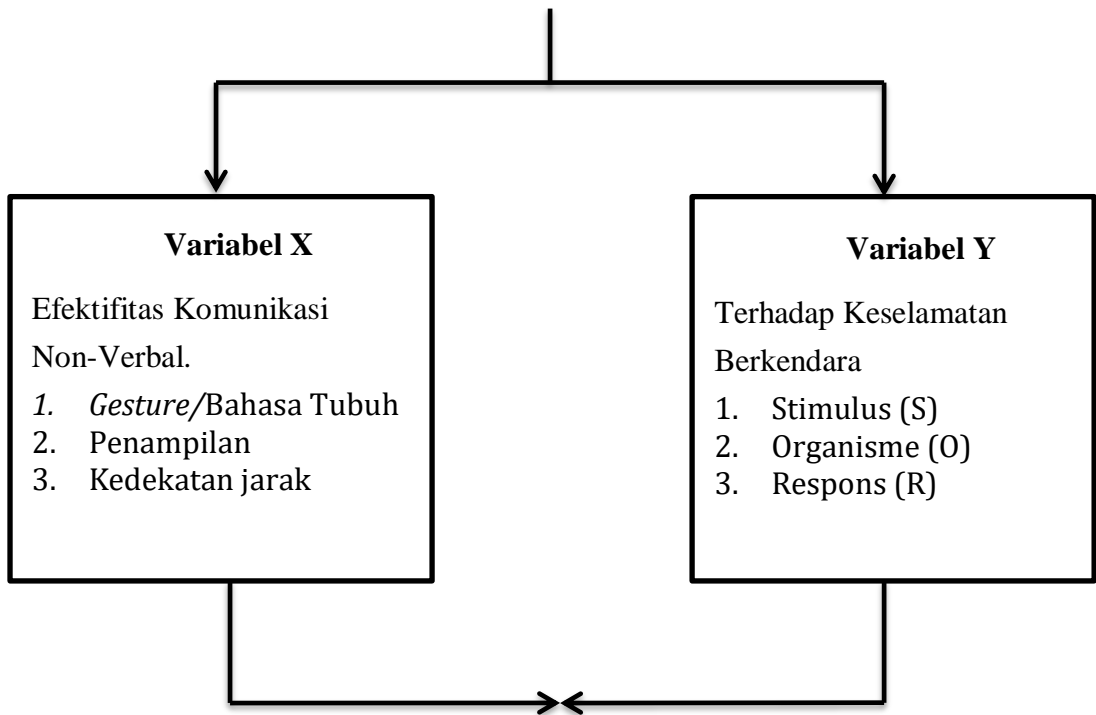 Variabel X
Efektifitas Komunikasi
Non-Verbal.
1. Gesture/Bahasa Tubuh
2. Penampilan
3. Kedekatan jarak
Variabel Y
Terhadap Keselamatan
Berkendara
1. Stimulus (S)
2. Organisme (O)
3. Respons (R)